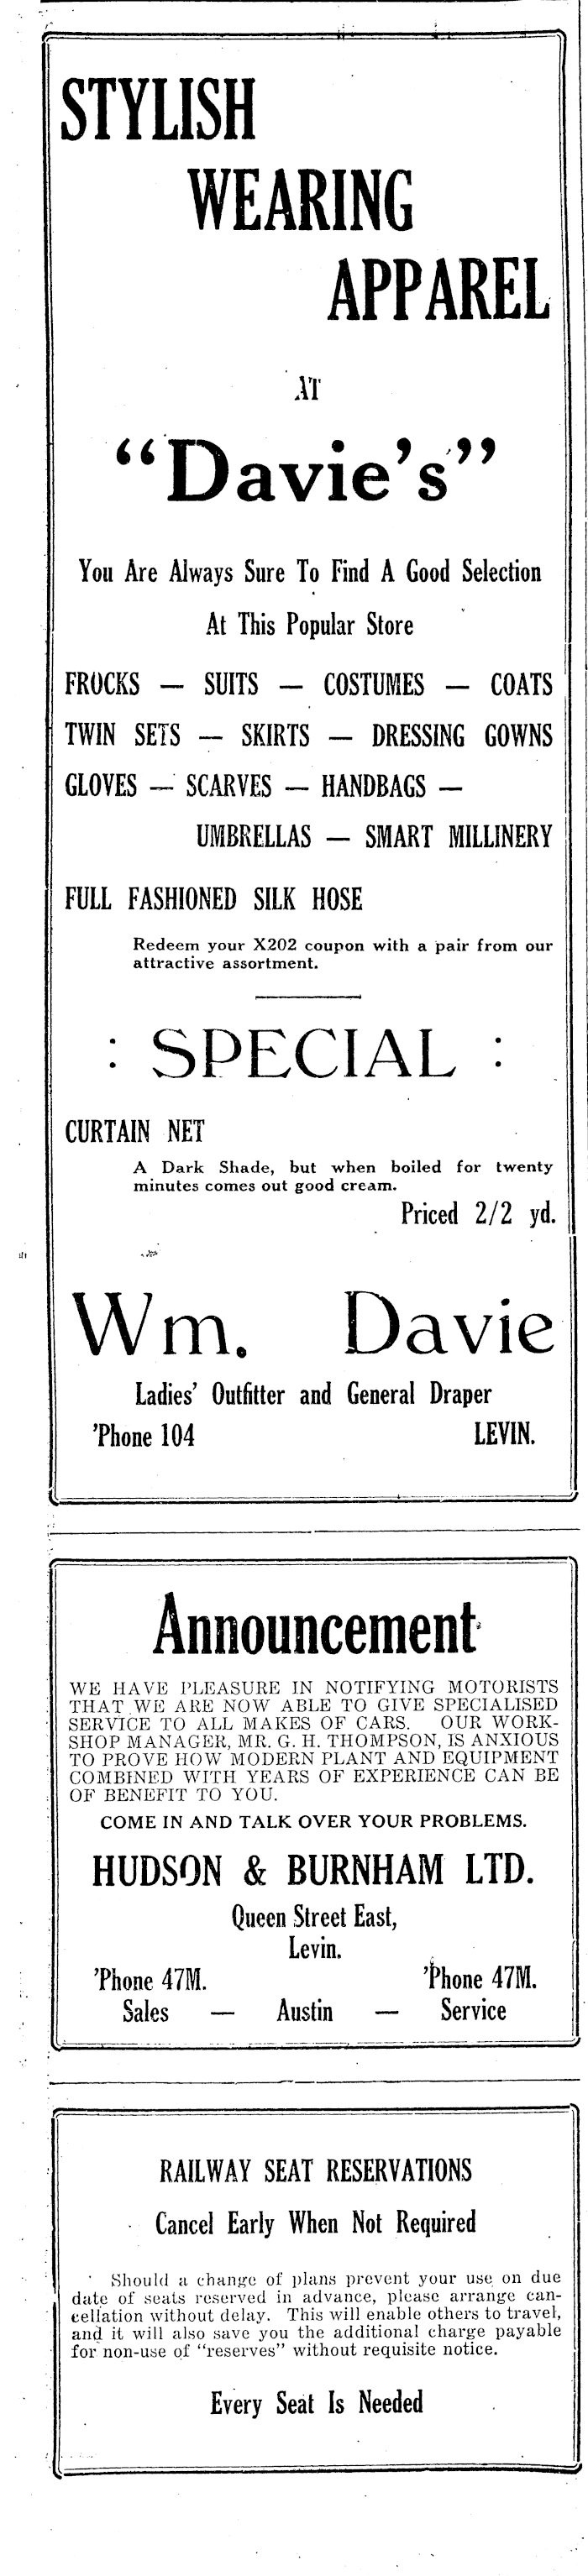 STYLISH
WEARING
APPAREL
AT
"Davie's"
You Are Always Sure To Find A Good Selection
At This Popular Store
FROCKS — SUITS — COSTUMES — COATS
TWIN SETS — SKIRTS — DRESSING GOWNS
GLOVES — SCARVES — HANDBAGS —
UMBRELLAS — SMART MILLINERY
FULL FASHIONED SILK HOSE
Redeem your X202 coupon with a pair from our
attractive assortment.
: SPECIAL :
CURTAIN NET
A Dark Shade, but when boiled for twenty
minutes comes out good cream.
Priced 2/2 yd.
Wm. Davie
Ladies' Outfitter and General Draper
'Phone 104 LEVIN.
Announcement
WE HAVE PLEASURE IN NOTIFYING MOTORISTS
THAT WE ARE NOW ABLE TO GIVE SPECIALISED
SERVICE TO ALL MAKES OF CARS. OUR WORK-
SHOP MANAGER, MR. G. H. THOMPSON, IS ANXIOUS
TO PROVE HOW MODERN PLANT AND EQUIPMENT
COMBINED WITH YEARS OF EXPERIENCE CAN BE
OF BENEFIT TO YOU.
COME IN AND TALK OVER YOUR PROBLEMS.
HUDSON & BURNHAM LTD.
Queen Street East,
Levin.
'Phone 47M. 'Phone 47M.
Sales — Austin — Service
RAILWAY SEAT RESERVATIONS
Cancel Early When Not Required
Should a change of plans prevent your use on due
date of seats reserved in advance, please arrange can-
cellation without delay. This will enable others to travel,
and it will also save you the additional charge payable
for non-use of "reserves" without requisite notice.
Every Seat Is Needed